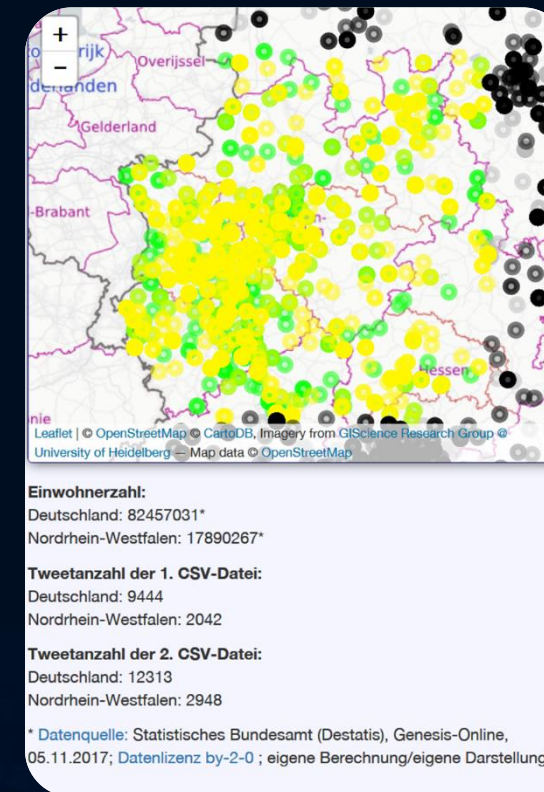 +
−
Overijssel
Gelderland
-Brabant
Hessen
Leaflet | © OpenStreetMap © CartoDB, Imagery from GIScience Research Group @
University of Heidelberg — Map data © OpenStreetMap
Einwohnerzahl:
Deutschland: 82457031*
Nordrhein-Westfalen: 17890267*
Tweetanzahl der 1. CSV-Datei:
Deutschland: 9444
Nordrhein-Westfalen: 2042
Tweetanzahl der 2. CSV-Datei:
Deutschland: 12313
Nordrhein-Westfalen: 2948
* Datenquelle: Statistisches Bundesamt (Destatis), Genesis-Online,
05.11.2017; Datenlizenz by-2-0 ; eigene Berechnung/eigene Darstellung